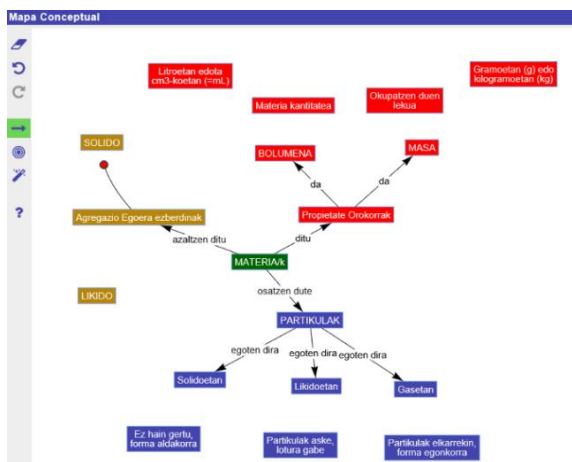 Mapa Conceptual
Litroetan edota
cm3-koetan (=mL)
Gramoetan (g) edo
kilogramoetan (kg)
Materia kantitatea
Okupatzen duen
lekua
SOLIDO
BOLUMENA
MASA
da
da
Agregazio Egoera ezberdinak
Propietate Orokorrak
azaltzen ditu
ditu
MATERIA/k
LIKIDO
osatzen dute
PARTIKULAK
egoten dira
egoten dira
egoten dira
Solidoetan
Likidoetan
Gasetan
Ez hain gertu,
forma aldakorra
Partikulak aske,
lotura gabe
Partikulak elkarrekin,
forma egonkorra
?